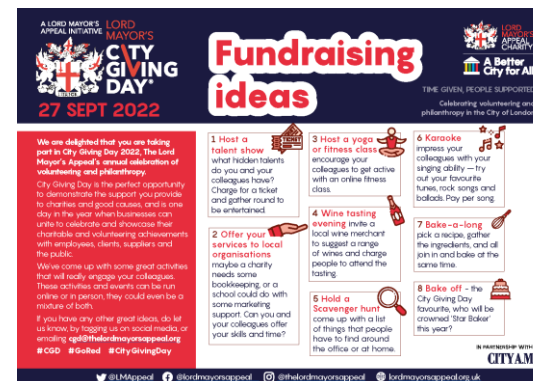 A LORD MAYOR'S
APPEAL INITIATIVE
LORD
MAYOR'S
CITY
GIVING
DAY®
27 SEPT 2022
Fundraising
ideas
LORD
MAYOR'S
APPEAL
CHARITY
A Better
City for All
TIME GIVEN, PEOPLE SUPPORTED
Celebrating volunteering and
philanthropy in the City of London
We are delighted that you are taking
part in City Giving Day 2022, The Lord
Mayor's Appeal's annual celebration of
volunteering and philanthropy.
City Giving Day is the perfect opportunity
to demonstrate the support you provide
to charities and good causes, and is one
day in the year when businesses can
unite to celebrate and showcase their
charitable and volunteering achievements
with employees, clients, suppliers and
the public.
We've come up with some great activities
that will really engage your colleagues.
These activities and events can be run
online or in person, they could even be a
mixture of both.
If you have any other great ideas, do let
us know, by tagging us on social media, or
emailing cgd@thelordmayorsappeal.org
#CGD #GoRed #CityGivingDay
1 Host a
talent show
what hidden talents
do you and your
colleagues have?
Charge for a ticket
and gather round to
be entertained.
TICKET
2 Offer your
services to local
organisations
maybe a charity
needs some
bookkeeping, or a
school could do with
some marketing
support. Can you and
your colleagues offer
your skills and time?
3 Host a yoga
or fitness class
encourage your
colleagues to get active
with an online fitness
class.
4 Wine tasting
evening invite a
local wine merchant
to suggest a range
of wines and charge
people to attend the
tasting.
5 Hold a
Scavenger hunt
come up with a list
of things that people
have to find around
the office or at home.
6 Karaoke
impress your
colleagues with your
singing ability — try
out your favourite
tunes, rock songs and
ballads. Pay per song.
7 Bake-a-long
pick a recipe, gather
the ingredients, and all
join in and bake at the
same time.
8 Bake off - the
City Giving Day
favourite, who will be
crowned 'Star Baker'
this year?
IN PARTNERSHIP WITH
CITY A.M.
@LMAppeal @lordmayorsappeal @thelordmayorsappeal lordmayorsappeal.org.uk